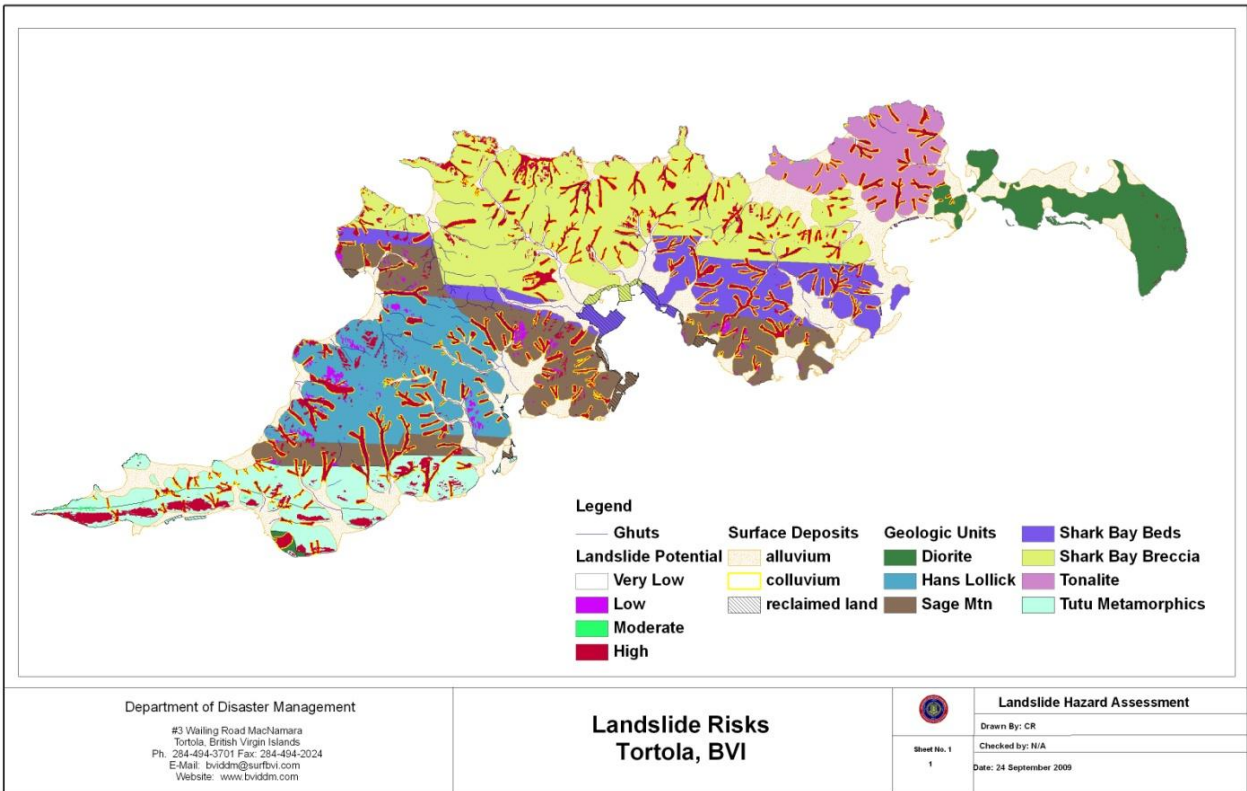 Legend
Ghuts
Landslide Potential
Very Low
Low
Moderate
High
Surface Deposits
alluvium
colluvium
reclaimed land
Geologic Units
Diorite
Hans Lollick
Sage Mtn
Shark Bay Beds
Shark Bay Breccia
Tonalite
Tutu Metamorphics
Department of Disaster Management
#3 Wailing Road MacNamara
Tortola, British Virgin Islands
Ph. 284-494-3701 Fax: 284-494-2024
E-Mail: bviddm@surfbvi.com
Website: www.bviddm.com
Landslide Risks
Tortola, BVI
Sheet No. 1
1
Landslide Hazard Assessment
Drawn By: CR
Checked by: N/A
Date: 24 September 2009